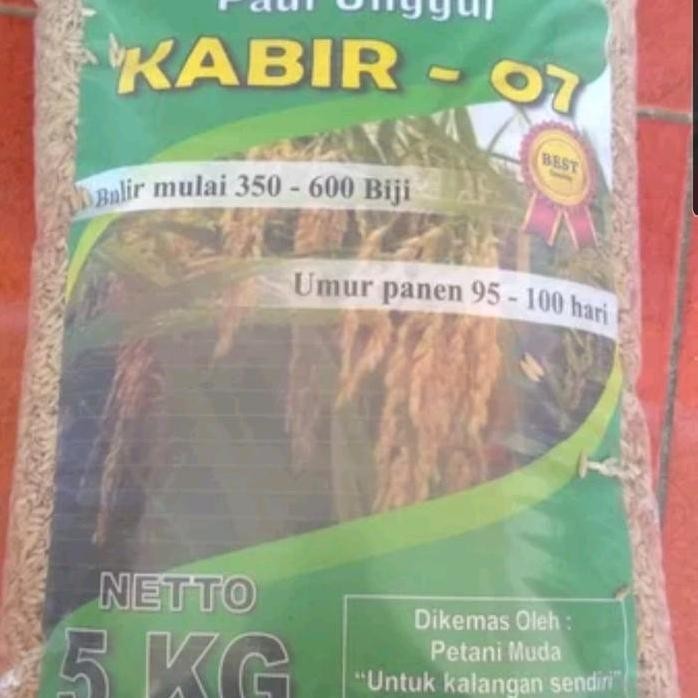 Padi Unggul
KABIR - 07
BEST
Bulir mulai 350 - 600 Biji
Umur panen 95 - 100 hari
NETTO
5 KG
Dikemas Oleh :
Petani Muda
"Untuk kalangan sendiri"